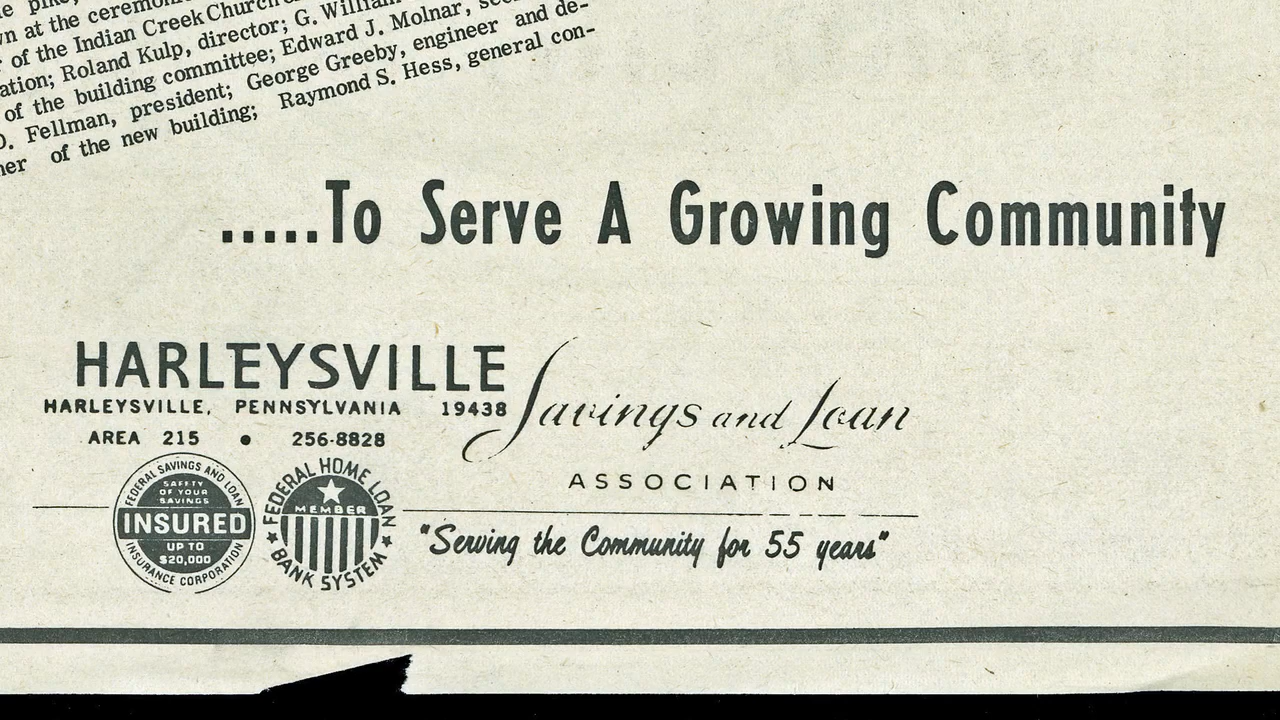 at the ceremoni
of the Indian Creek Church
ation; Roland Kulp, director; G. William
of the building committee; Edward J. Molnar,
D. Fellman, president; George Greeby, engineer and de-
of the new building; Raymond S. Hess, general con-
.....To Serve A Growing Community
HARLEYSVILLE
HARLEYSVILLE, PENNSYLVANIA 19438
AREA 215 • 256-8828
Savings and Loan
ASSOCIATION
FEDERAL SAVINGS AND LOAN
SAFETY
OF YOUR
SAVINGS
INSURED
UP TO
$20,000
INSURANCE CORPORATION
FEDERAL HOME LOAN
MEMBER
BANK SYSTEM
"Serving the Community for 55 years"